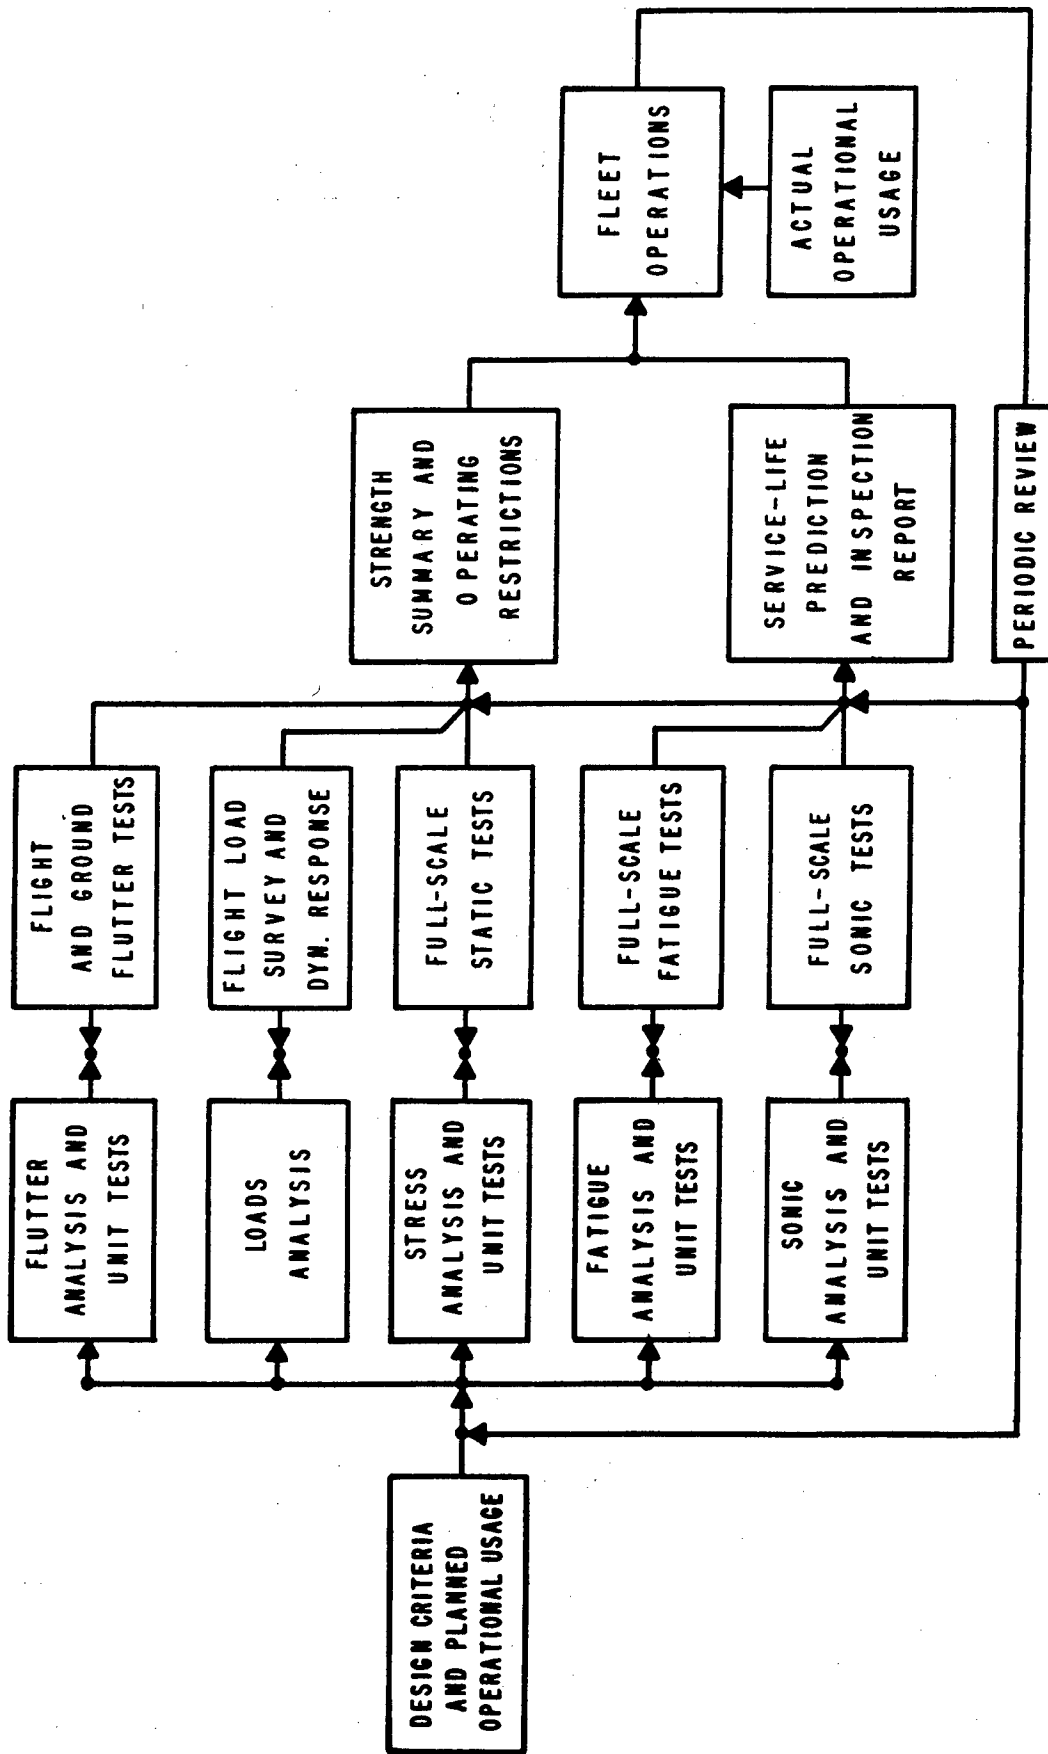 DESIGN CRITERIA
AND PLANNED
OPERATIONAL USAGE
FLUTTER
ANALYSIS AND
UNIT TESTS
LOADS
ANALYSIS
STRESS
ANALYSIS AND
UNIT TESTS
FATIGUE
ANALYSIS AND
UNIT TESTS
SONIC
ANALYSIS AND
UNIT TESTS
FLIGHT
AND GROUND
FLUTTER TESTS
FLIGHT LOAD
SURVEY AND
DYN. RESPONSE
FULL-SCALE
STATIC TESTS
FULL-SCALE
FATIGUE TESTS
FULL-SCALE
SONIC TESTS
STRENGTH
SUMMARY AND
OPERATING
RESTRICTIONS
SERVICE-LIFE
PREDICTION
AND INSPECTION
REPORT
PERIODIC REVIEW
FLEET
OPERATIONS
ACTUAL
OPERATIONAL
USAGE